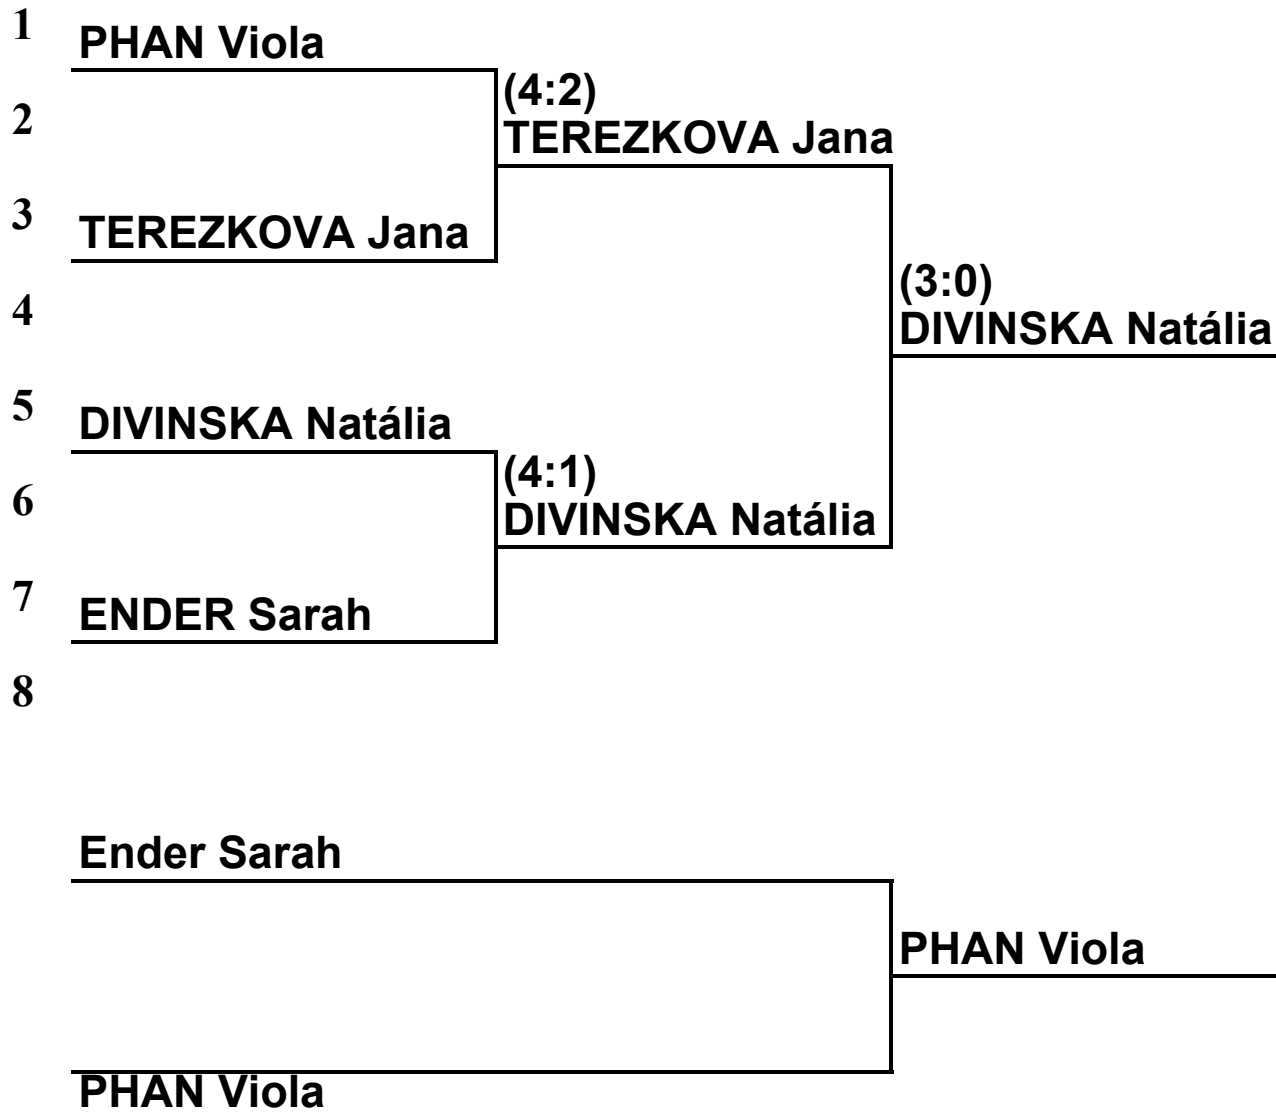 1
PHAN Viola
(4:2)
2
TEREZKOVA Jana
3
TEREZKOVA Jana
(3:0)
4
DIVINSKA Natália
5
DIVINSKA Natália
(4:1)
6
DIVINSKA Natália
7
ENDER Sarah
8
Ender Sarah
PHAN Viola
PHAN Viola